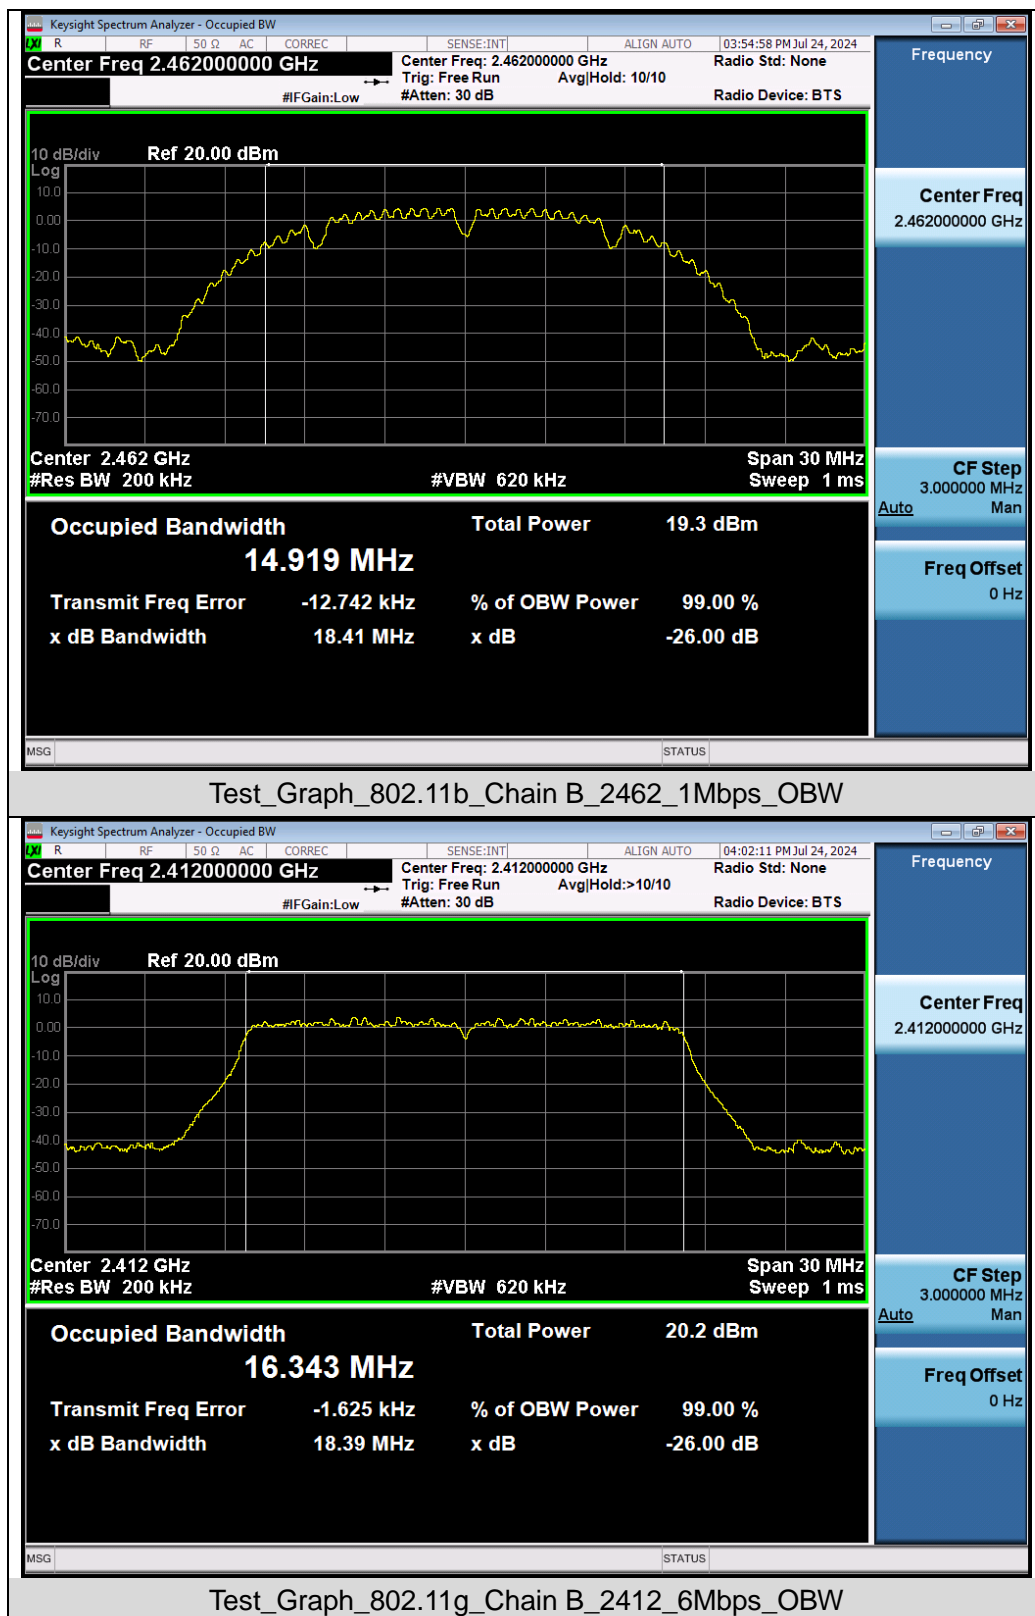 Keysight Spectrum Analyzer - Occupied BW
LXI R RF 50 Ω AC CORREC SENSE:INT ALIGN AUTO 03:54:58 PM Jul 24, 2024
Center Freq 2.462000000 GHz
Center Freq: 2.462000000 GHz Radio Std: None
Trig: Free Run Avg|Hold: 10/10
#IFGain:Low #Atten: 30 dB Radio Device: BTS
Frequency
10 dB/div Ref 20.00 dBm
Log
10.0
0.00
-10.0
-20.0
-30.0
-40.0
-50.0
-60.0
-70.0
Center 2.462 GHz Span 30 MHz
#Res BW 200 kHz #VBW 620 kHz Sweep 1 ms
Center Freq
2.462000000 GHz
CF Step
3.000000 MHz
Auto Man
Freq Offset
0 Hz
Occupied Bandwidth Total Power 19.3 dBm
14.919 MHz
Transmit Freq Error -12.742 kHz % of OBW Power 99.00 %
x dB Bandwidth 18.41 MHz x dB -26.00 dB
MSG STATUS
Test_Graph_802.11b_Chain B_2462_1Mbps_OBW
Keysight Spectrum Analyzer - Occupied BW
LXI R RF 50 Ω AC CORREC SENSE:INT ALIGN AUTO 04:02:11 PM Jul 24, 2024
Center Freq 2.412000000 GHz
Center Freq: 2.412000000 GHz Radio Std: None
Trig: Free Run Avg|Hold:>10/10
#IFGain:Low #Atten: 30 dB Radio Device: BTS
Frequency
10 dB/div Ref 20.00 dBm
Log
10.0
0.00
-10.0
-20.0
-30.0
-40.0
-50.0
-60.0
-70.0
Center 2.412 GHz Span 30 MHz
#Res BW 200 kHz #VBW 620 kHz Sweep 1 ms
Center Freq
2.412000000 GHz
CF Step
3.000000 MHz
Auto Man
Freq Offset
0 Hz
Occupied Bandwidth Total Power 20.2 dBm
16.343 MHz
Transmit Freq Error -1.625 kHz % of OBW Power 99.00 %
x dB Bandwidth 18.39 MHz x dB -26.00 dB
MSG STATUS
Test_Graph_802.11g_Chain B_2412_6Mbps_OBW